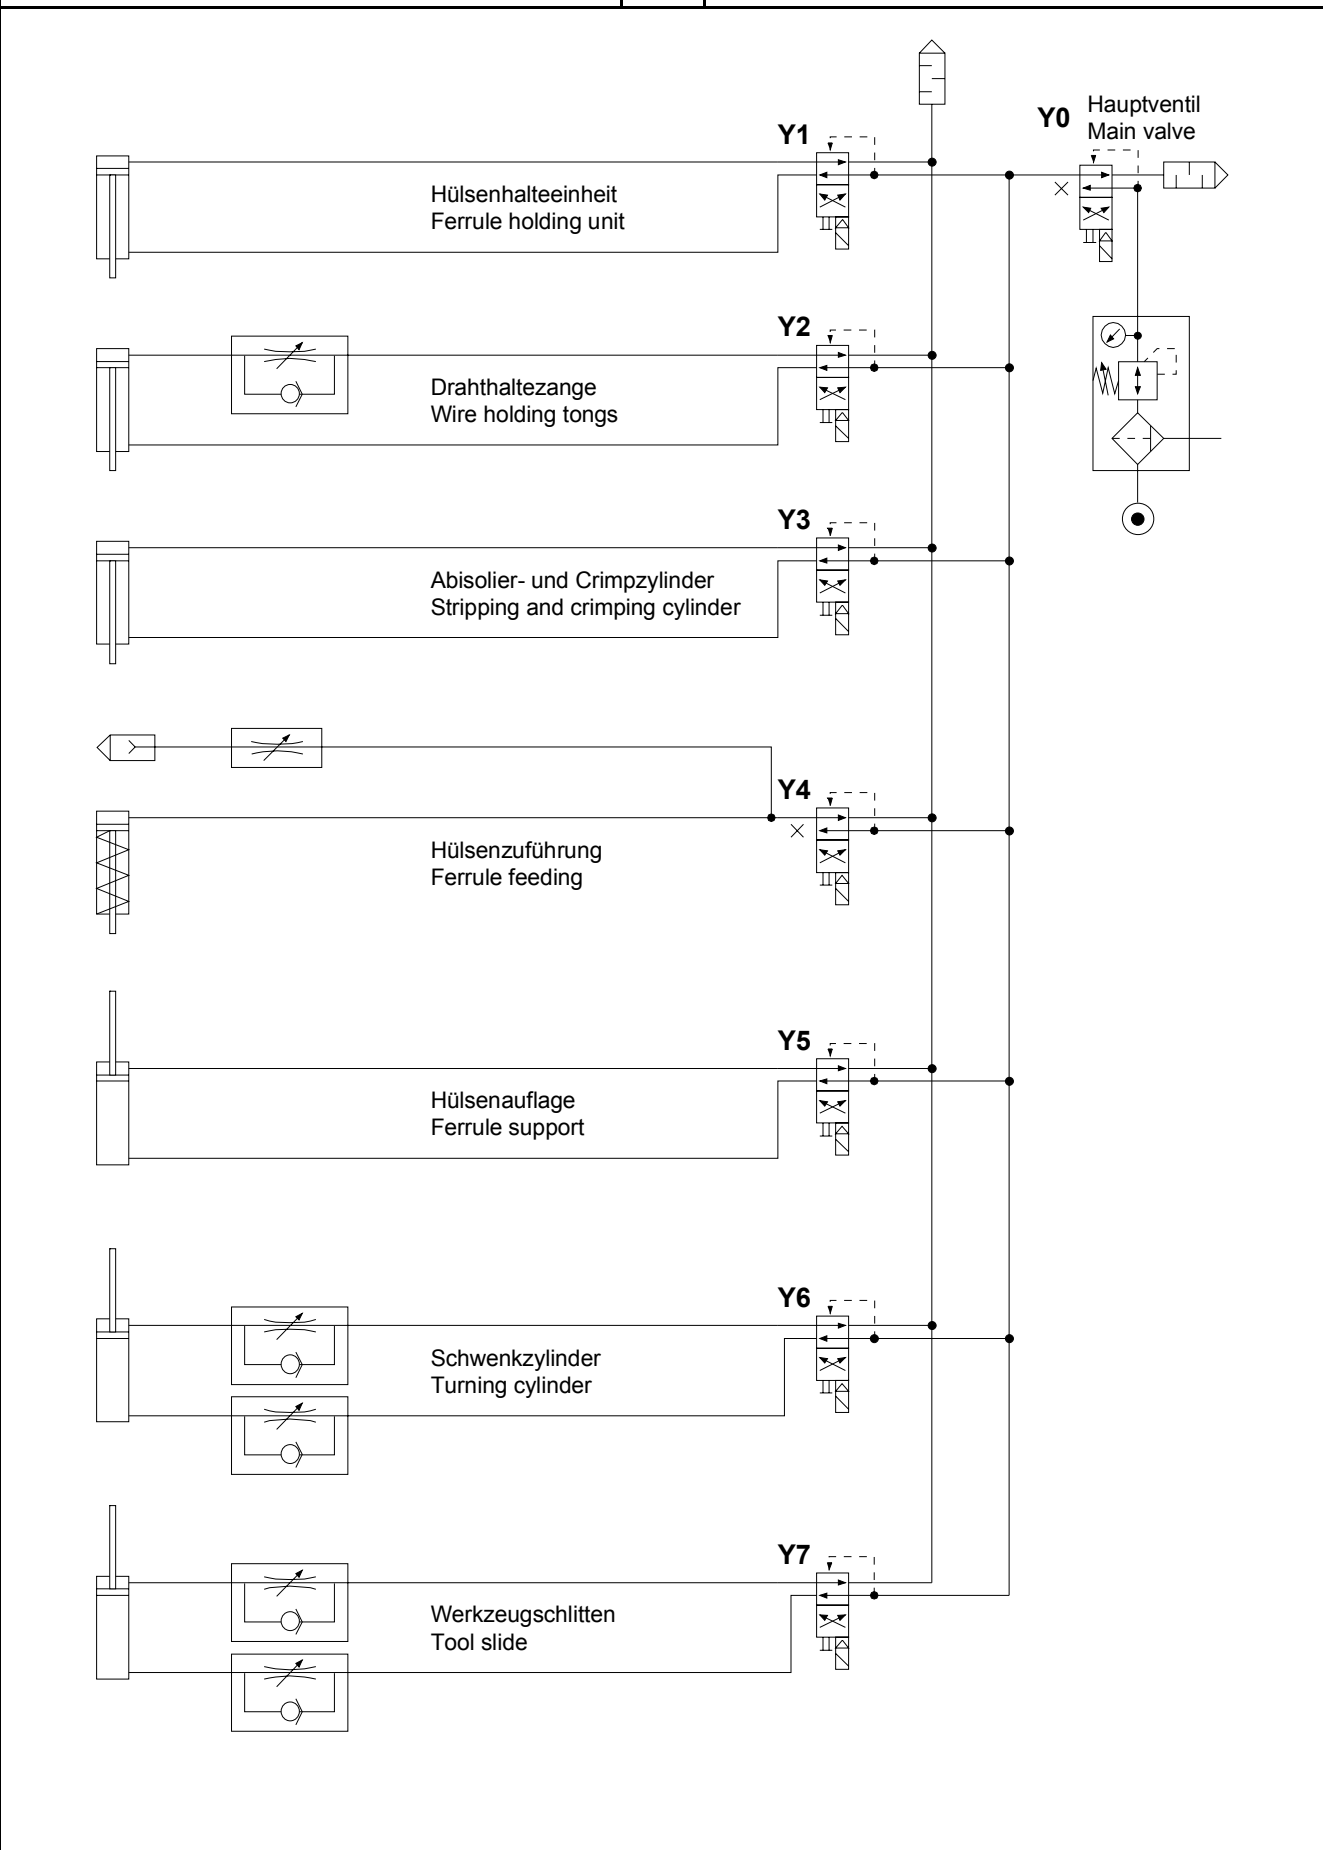 Y0
Hauptventil
Main valve
Y1
Hülsenhalteeinheit
Ferrule holding unit
Y2
Drahthaltezange
Wire holding tongs
Y3
Abisolier- und Crimpzylinder
Stripping and crimping cylinder
Y4
Hülsenzuführung
Ferrule feeding
Y5
Hülsenauflage
Ferrule support
Y6
Schwenkzylinder
Turning cylinder
Y7
Werkzeugschlitten
Tool slide